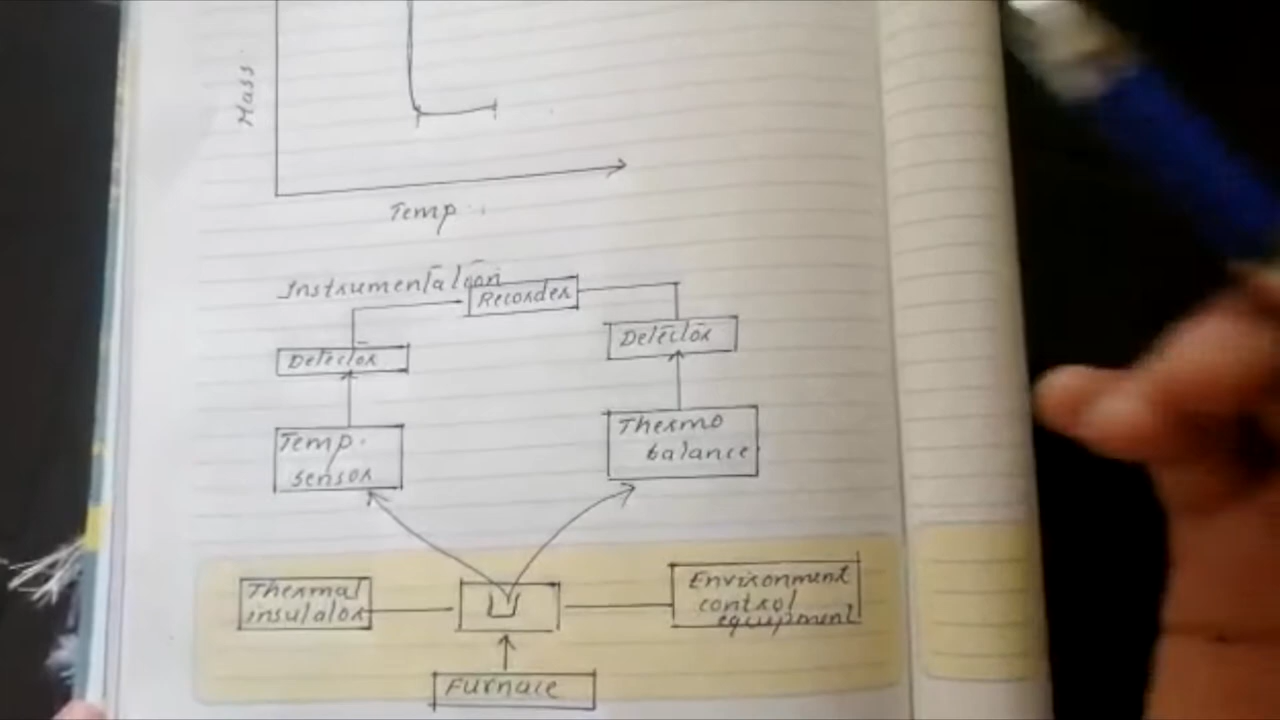 Mass
Temp.
Instrumentation
Recorder
Detector
Detector
Temp.
sensor
Thermo
balance
Thermal
insulator
Environment
control
equipment
Furnace